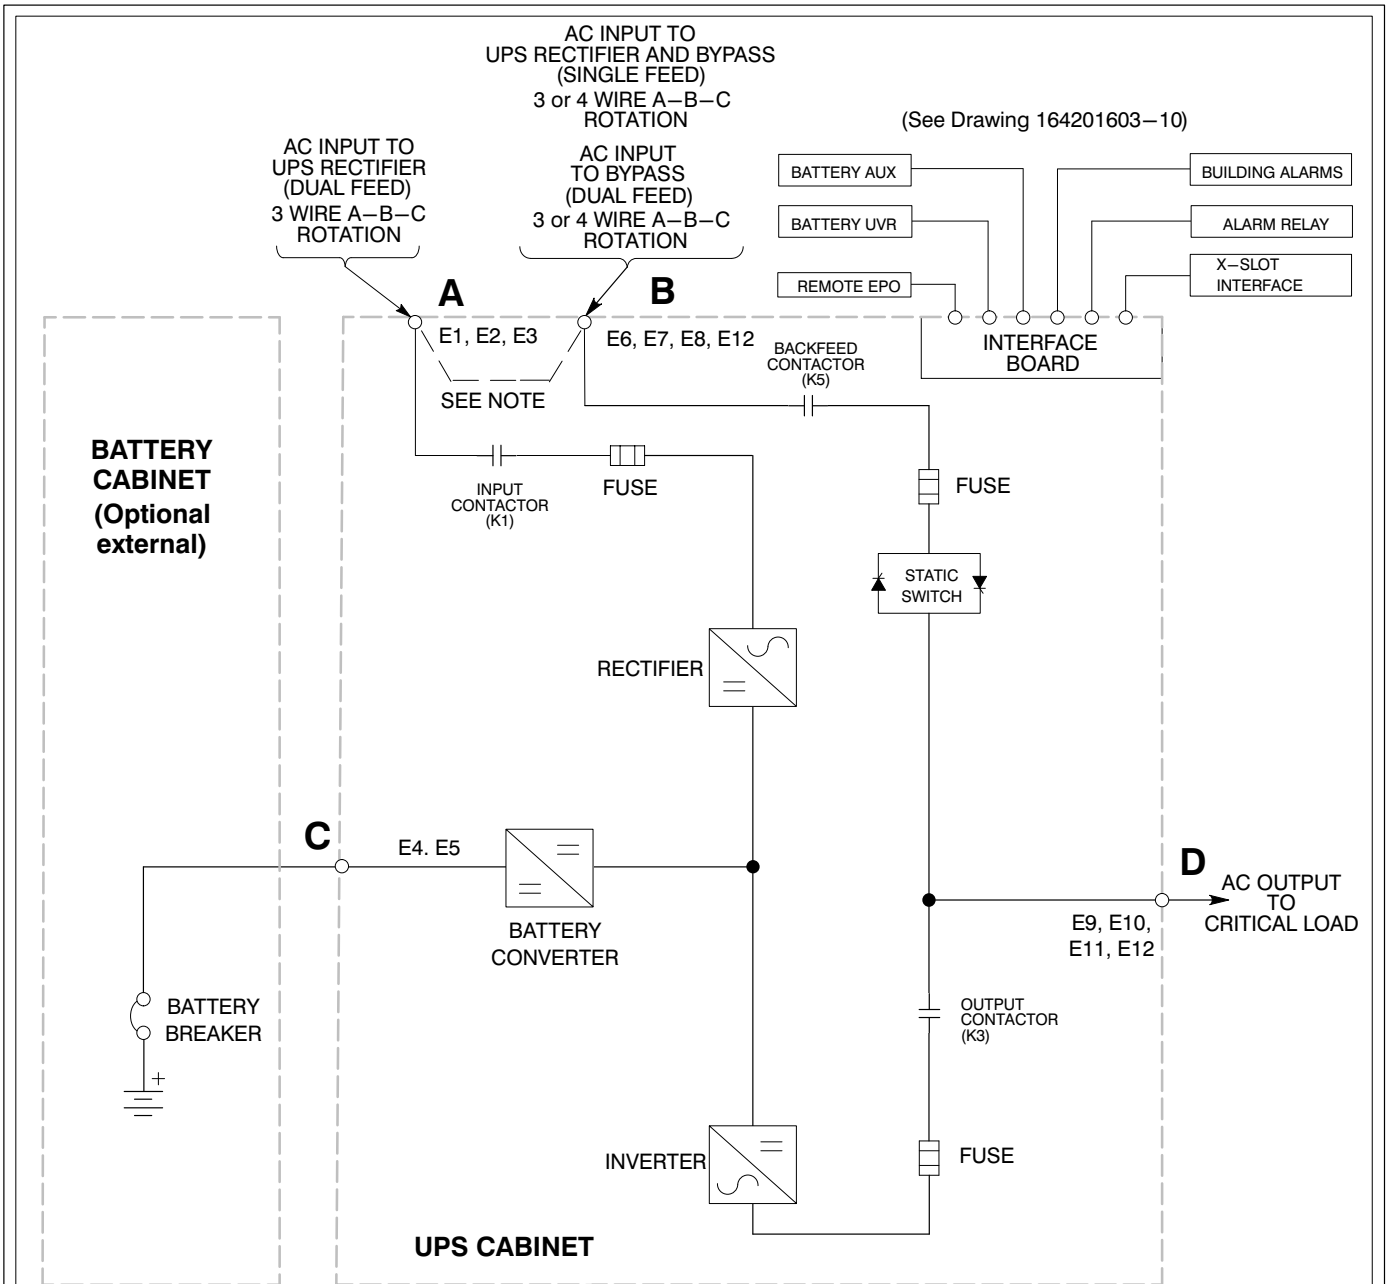 AC INPUT TO
UPS RECTIFIER AND BYPASS
(SINGLE FEED)
3 or 4 WIRE A–B–C
ROTATION
AC INPUT
TO BYPASS
(DUAL FEED)
3 or 4 WIRE A–B–C
ROTATION
AC INPUT TO
UPS RECTIFIER
(DUAL FEED)
3 WIRE A–B–C
ROTATION
(See Drawing 164201603–10)
BATTERY AUX
BATTERY UVR
REMOTE EPO
BUILDING ALARMS
ALARM RELAY
X–SLOT
INTERFACE
INTERFACE
BOARD
A
E1, E2, E3
B
E6, E7, E8, E12
SEE NOTE
BACKFEED
CONTACTOR
(K5)
INPUT
CONTACTOR
(K1)
FUSE
FUSE
STATIC
SWITCH
BATTERY
CABINET
(Optional
external)
RECTIFIER
C
E4. E5
BATTERY
CONVERTER
D
AC OUTPUT
TO
CRITICAL LOAD
E9, E10,
E11, E12
BATTERY
BREAKER
+
OUTPUT
CONTACTOR
(K3)
INVERTER
FUSE
UPS CABINET